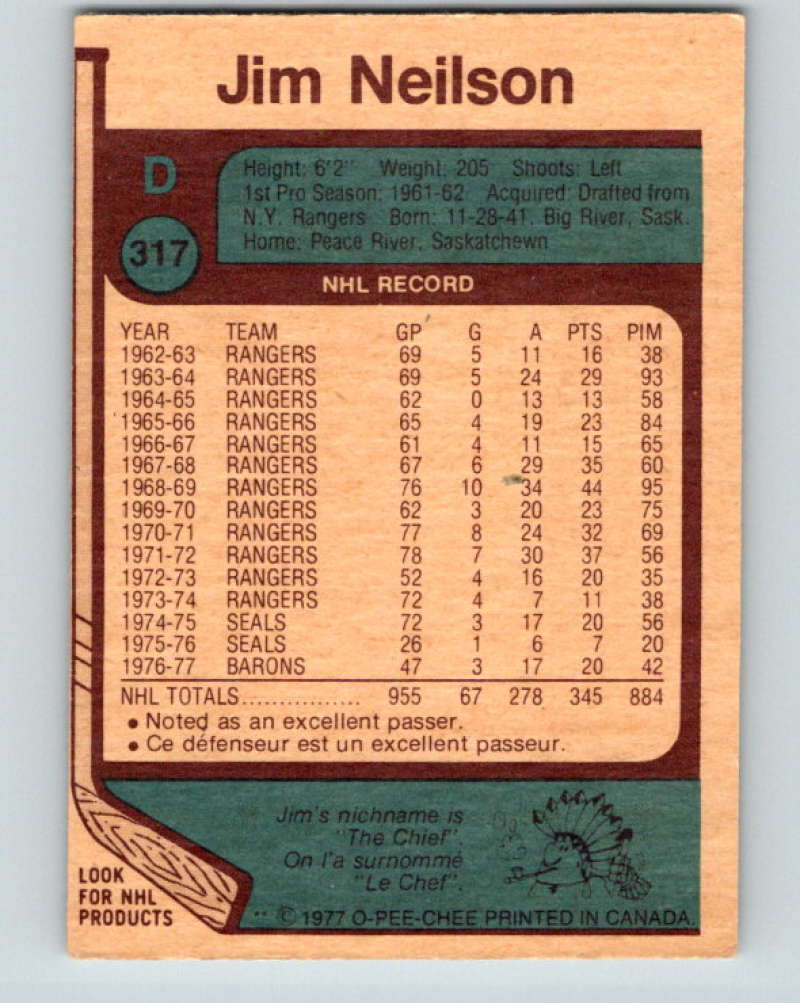 Jim Neilson
D
317
Height: 6'2" Weight: 205 Shoots: Left
1st Pro Season: 1961-62 Acquired: Drafted from
N.Y. Rangers Born: 11-28-41, Big River, Sask.
Home: Peace River, Saskatchewn
NHL RECORD
YEAR TEAM GP G A PTS PIM
1962-63 RANGERS 69 5 11 16 38
1963-64 RANGERS 69 5 24 29 93
1964-65 RANGERS 62 0 13 13 58
1965-66 RANGERS 65 4 19 23 84
1966-67 RANGERS 61 4 11 15 65
1967-68 RANGERS 67 6 29 35 60
1968-69 RANGERS 76 10 34 44 95
1969-70 RANGERS 62 3 20 23 75
1970-71 RANGERS 77 8 24 32 69
1971-72 RANGERS 78 7 30 37 56
1972-73 RANGERS 52 4 16 20 35
1973-74 RANGERS 72 4 7 11 38
1974-75 SEALS 72 3 17 20 56
1975-76 SEALS 26 1 6 7 20
1976-77 BARONS 47 3 17 20 42
NHL TOTALS................ 955 67 278 345 884
• Noted as an excellent passer.
• Ce défenseur est un excellent passeur.
Jim's nichname is
"The Chief".
On l'a surnommé
"Le Chef".
LOOK
FOR NHL
PRODUCTS
** © 1977 O-PEE-CHEE PRINTED IN CANADA.